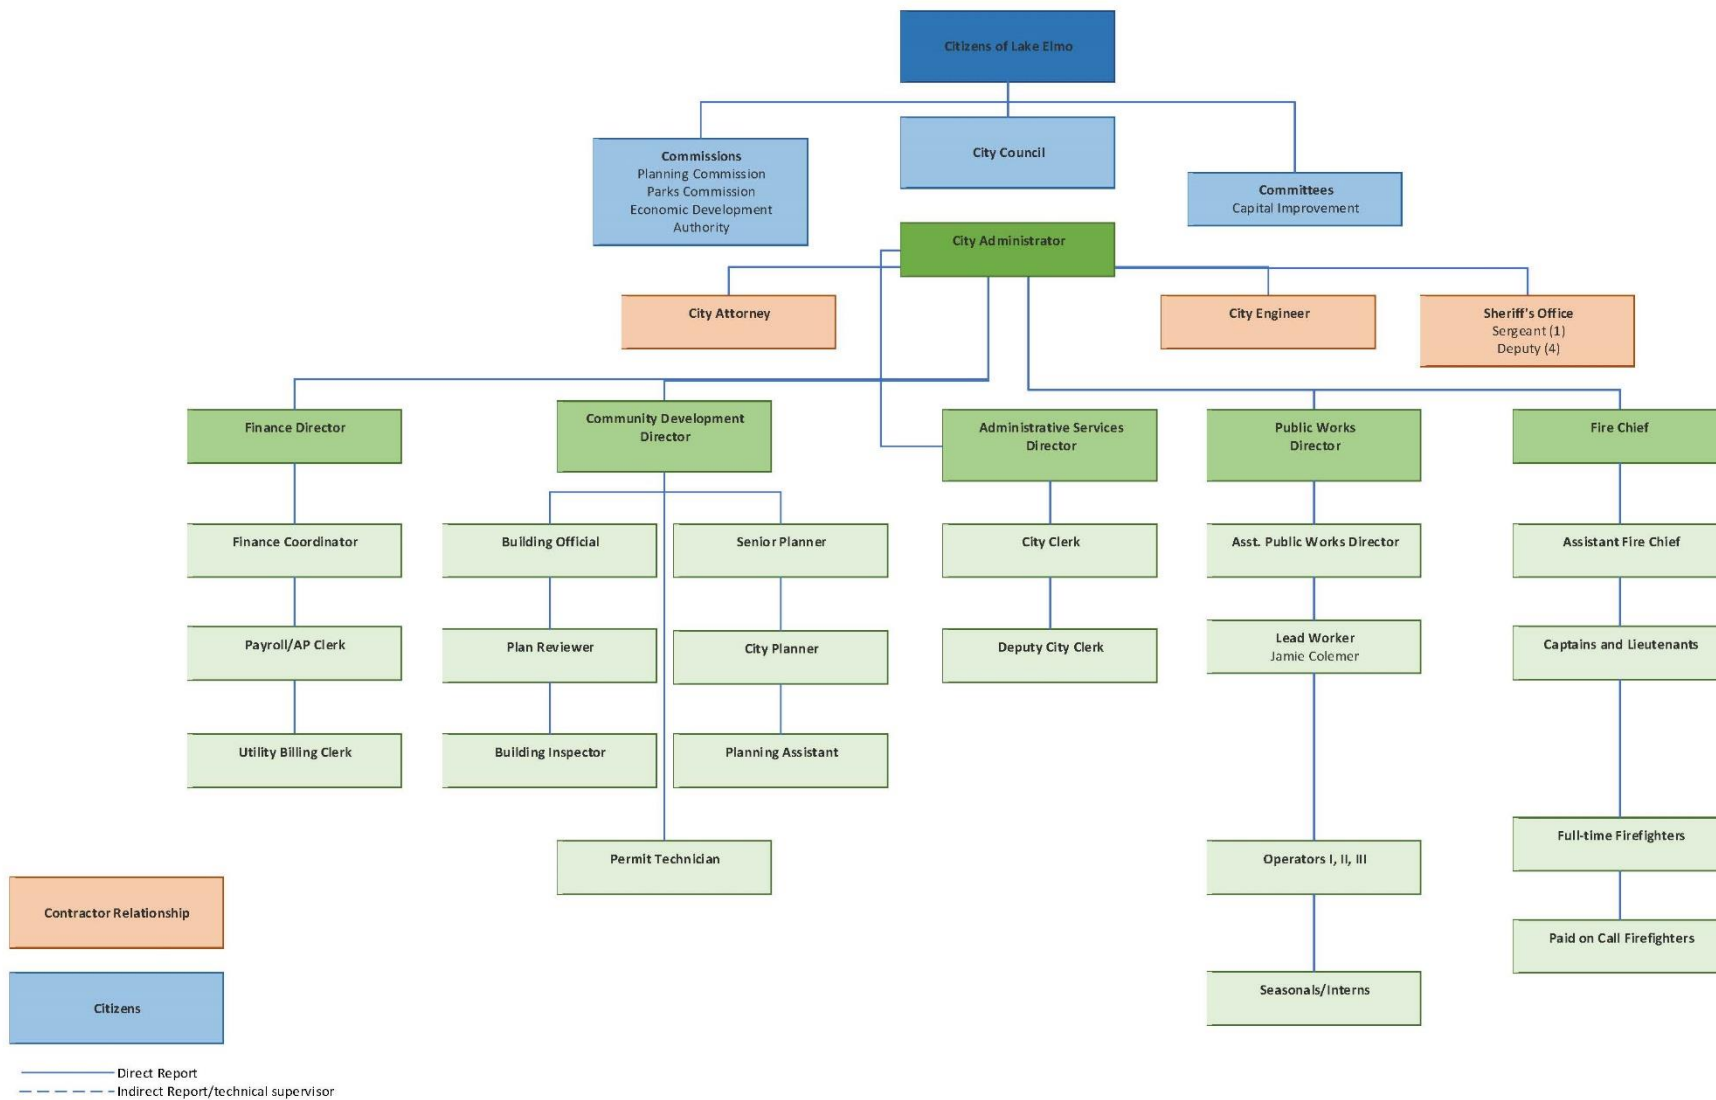 Citizens of Lake Elmo
Commissions
Planning Commission
Parks Commission
Economic Development
Authority
City Council
Committees
Capital Improvement
City Administrator
City Attorney
City Engineer
Sheriff's Office
Sergeant (1)
Deputy (4)
Finance Director
Community Development
Director
Administrative Services
Director
Public Works
Director
Fire Chief
Finance Coordinator
Building Official
Senior Planner
City Clerk
Asst. Public Works Director
Assistant Fire Chief
Payroll/AP Clerk
Plan Reviewer
City Planner
Deputy City Clerk
Lead Worker
Jamie Colemer
Captains and Lieutenants
Utility Billing Clerk
Building Inspector
Planning Assistant
Permit Technician
Operators I, II, III
Full-time Firefighters
Paid on Call Firefighters
Seasonals/Interns
Contractor Relationship
Citizens
Direct Report
Indirect Report/technical supervisor